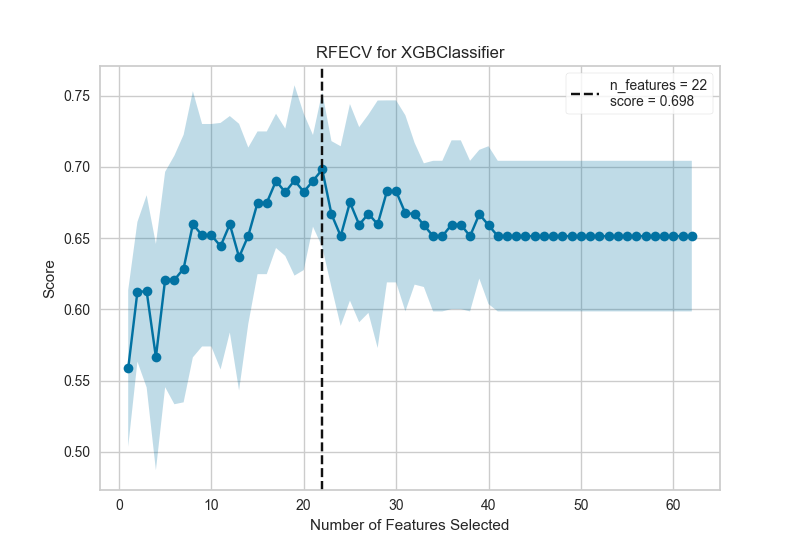 RFECV for XGBClassifier
n_features = 22
score = 0.698
0.75
0.70
0.65
0.60
0.55
0.50
Score
0 10 20 30 40 50 60
Number of Features Selected